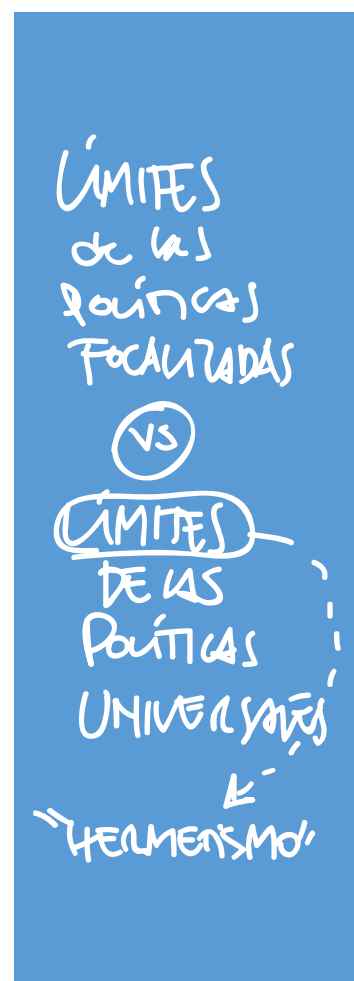 LÍMITES
de las
POLÍTICAS
FOCALIZADAS
VS
LÍMITES
DE LAS
POLÍTICAS
UNIVERSALES
"HERMETISMO"